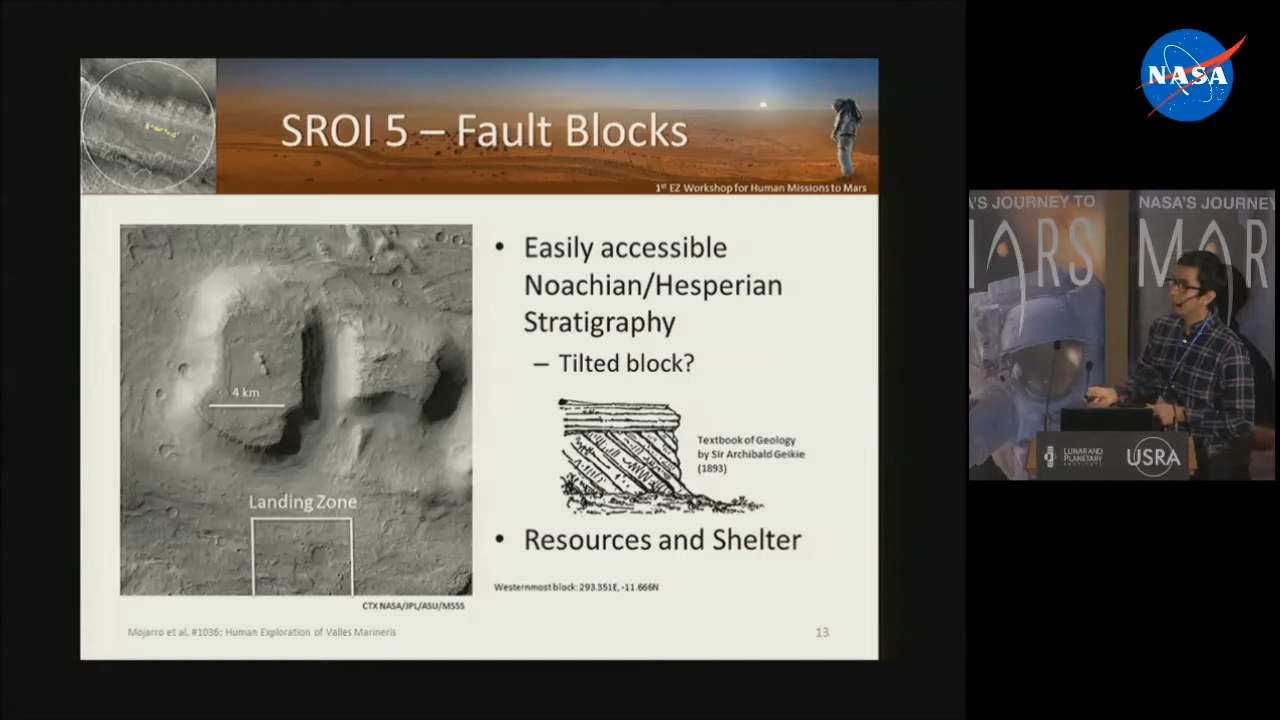 NASA
SROI 5 – Fault Blocks
1st EZ Workshop for Human Missions to Mars
• Easily accessible
Noachian/Hesperian
Stratigraphy
– Tilted block?
4 km
Textbook of Geology
by Sir Archibald Geikie
(1893)
Landing Zone
• Resources and Shelter
Westernmost block: 293.351E, -11.666N
CTX NASA/JPL/ASU/MSSS
Mojarro et al. #1036: Human Exploration of Valles Marineris
13
A'S JOURNEY TO
ARS
NASA'S JOURNEY
MAR
LUNAR AND
PLANETARY
INSTITUTE
USRA